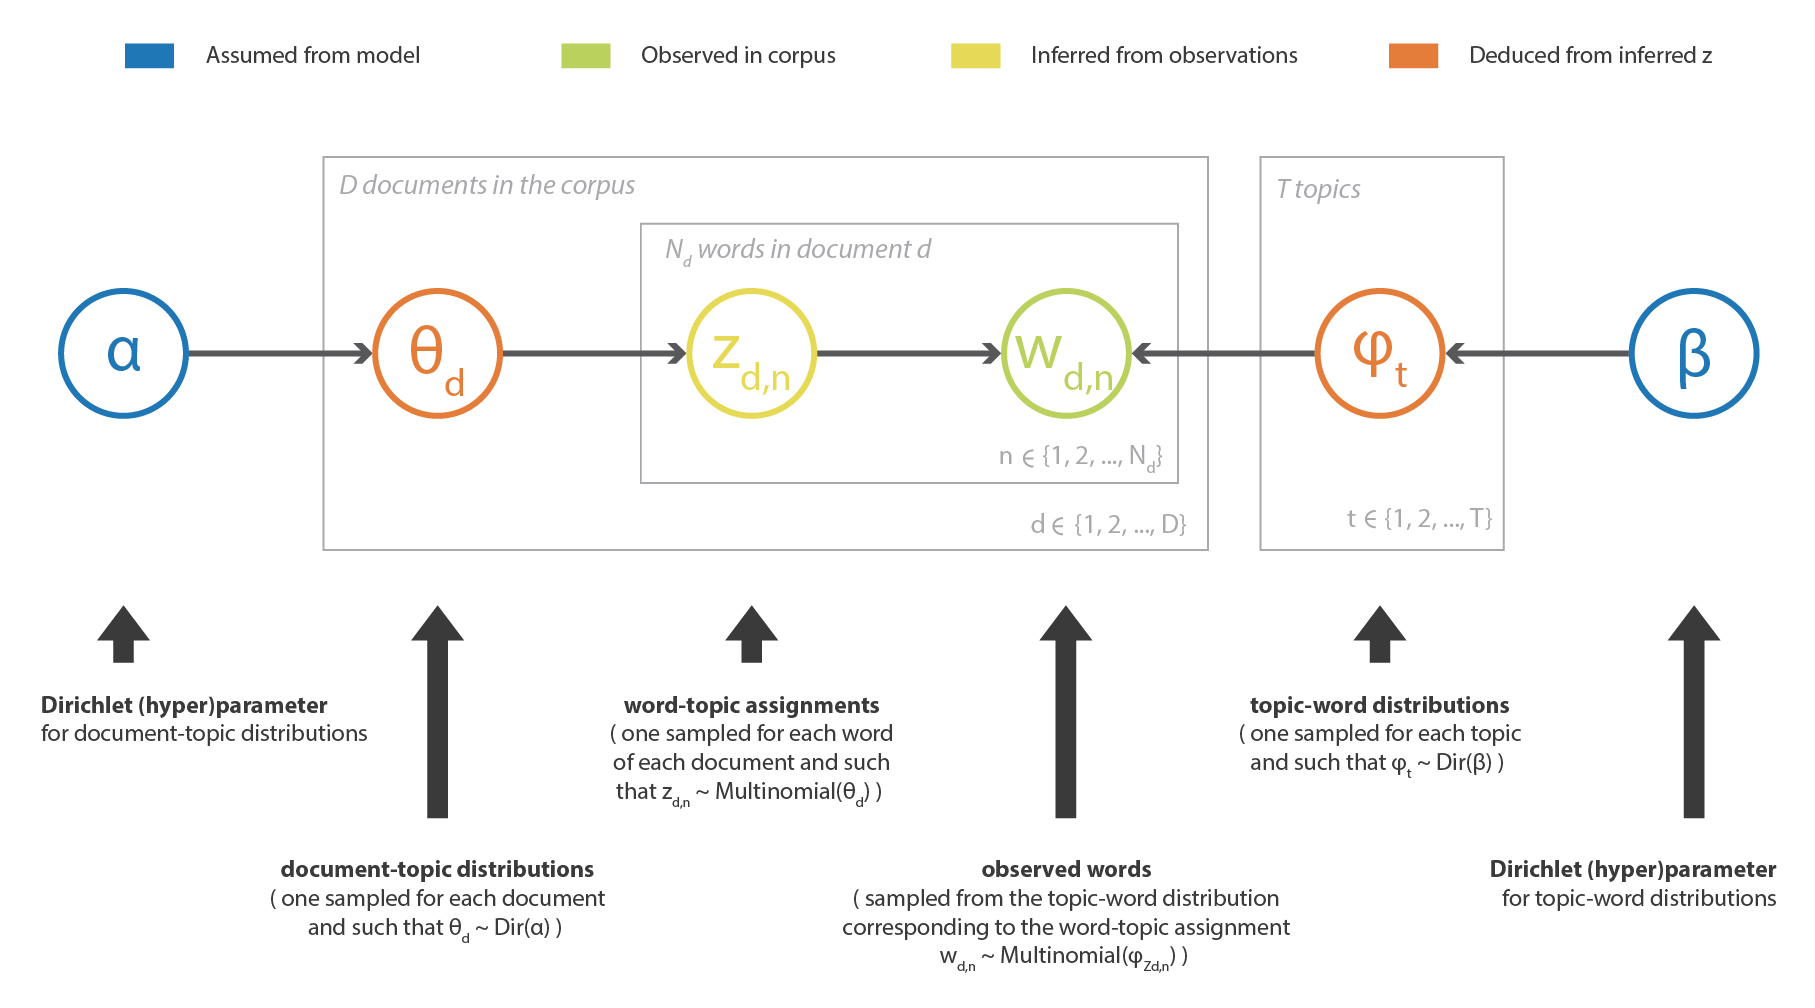 Assumed from model
Observed in corpus
Inferred from observations
Deduced from inferred z
D documents in the corpus
N_d words in document d
T topics
α
θ_d
z_d,n
w_d,n
φ_t
β
n ∈ {1, 2, ..., N_d}
d ∈ {1, 2, ..., D}
t ∈ {1, 2, ..., T}
Dirichlet (hyper)parameter
for document-topic distributions
word-topic assignments
( one sampled for each word
of each document and such
that z_d,n ~ Multinomial(θ_d) )
topic-word distributions
( one sampled for each topic
and such that φ_t ~ Dir(β) )
document-topic distributions
( one sampled for each document
and such that θ_d ~ Dir(α) )
observed words
( sampled from the topic-word distribution
corresponding to the word-topic assignment
w_d,n ~ Multinomial(φ_Zd,n) )
Dirichlet (hyper)parameter
for topic-word distributions